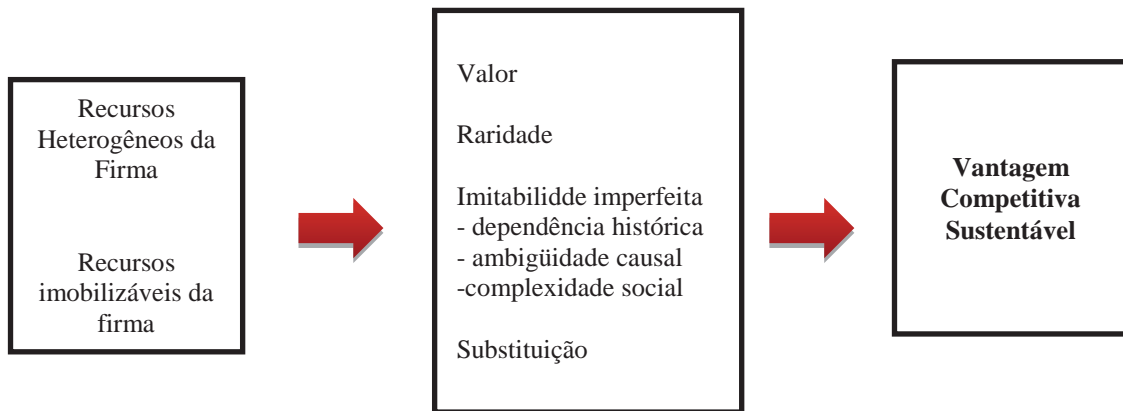 Recursos
Heterogêneos da
Firma
Recursos
imobilizáveis da
firma
Valor
Raridade
Imitabilidde imperfeita
- dependência histórica
- ambigüidade causal
-complexidade social
Substituição
Vantagem
Competitiva
Sustentável